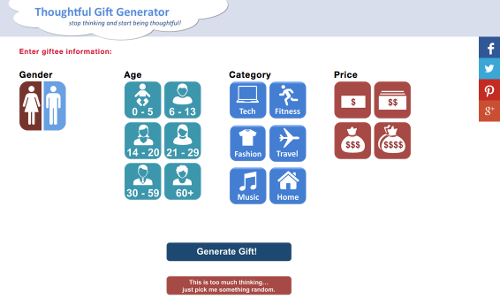 Thoughtful Gift Generator
stop thinking and start being thoughtful!
Enter giftee information:
Gender
Age
Category
Price
0 - 5
6 - 13
Tech
Fitness
$
$$
14 - 20
21 - 29
Fashion
Travel
$$$
$$$$
30 - 59
60+
Music
Home
Generate Gift!
This is too much thinking...
just pick me something random.
f
g+